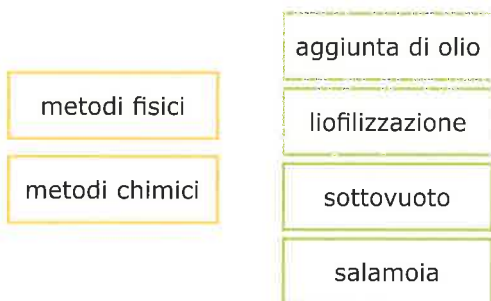 metodi fisici
metodi chimici
aggiunta di olio
liofilizzazione
sottovuoto
salamoia